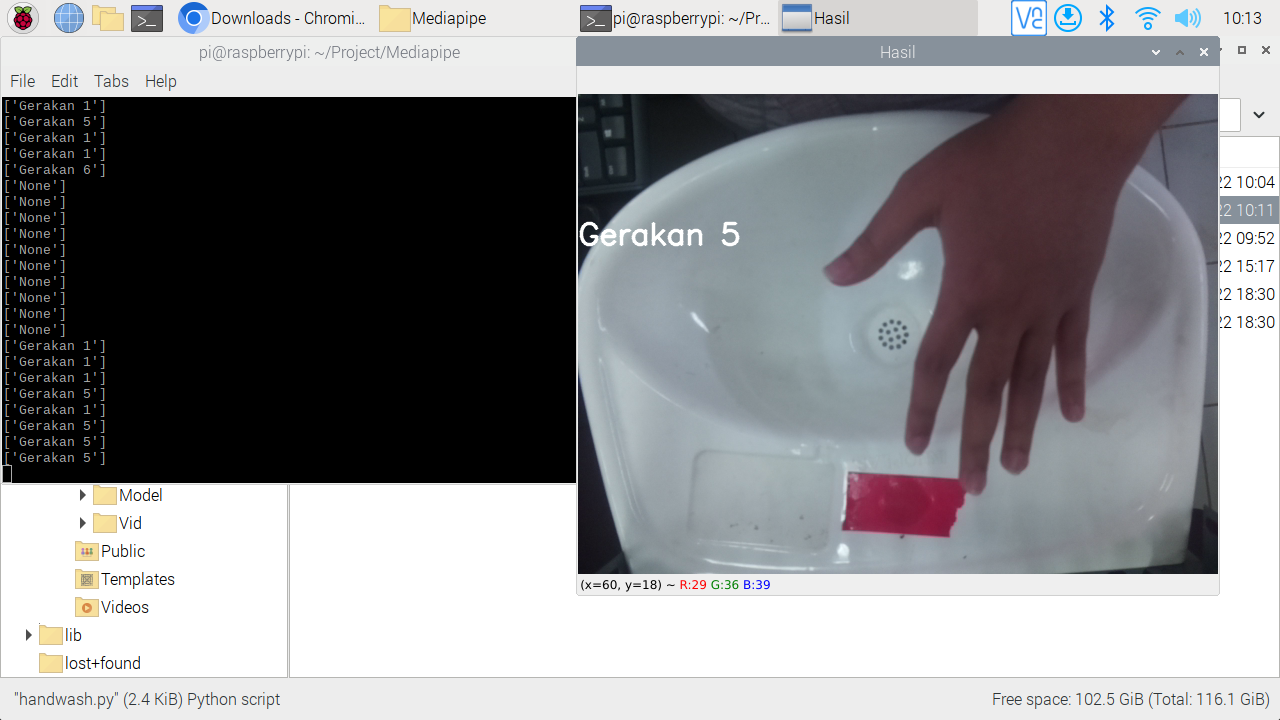 Downloads - Chromi...
Mediapipe
pi@raspberrypi: ~/Pr...
Hasil
10:13
pi@raspberrypi: ~/Project/Mediapipe
File Edit Tabs Help
['Gerakan 1']
['Gerakan 5']
['Gerakan 1']
['Gerakan 1']
['Gerakan 6']
['None']
['None']
['None']
['None']
['None']
['None']
['None']
['None']
['None']
['None']
['Gerakan 1']
['Gerakan 1']
['Gerakan 1']
['Gerakan 5']
['Gerakan 1']
['Gerakan 5']
['Gerakan 5']
['Gerakan 5']
Hasil
Gerakan 5
(x=60, y=18) ~ R:29 G:36 B:39
22 10:04
22 10:11
22 09:52
22 15:17
22 18:30
22 18:30
Model
Vid
Public
Templates
Videos
lib
lost+found
"handwash.py" (2.4 KiB) Python script
Free space: 102.5 GiB (Total: 116.1 GiB)